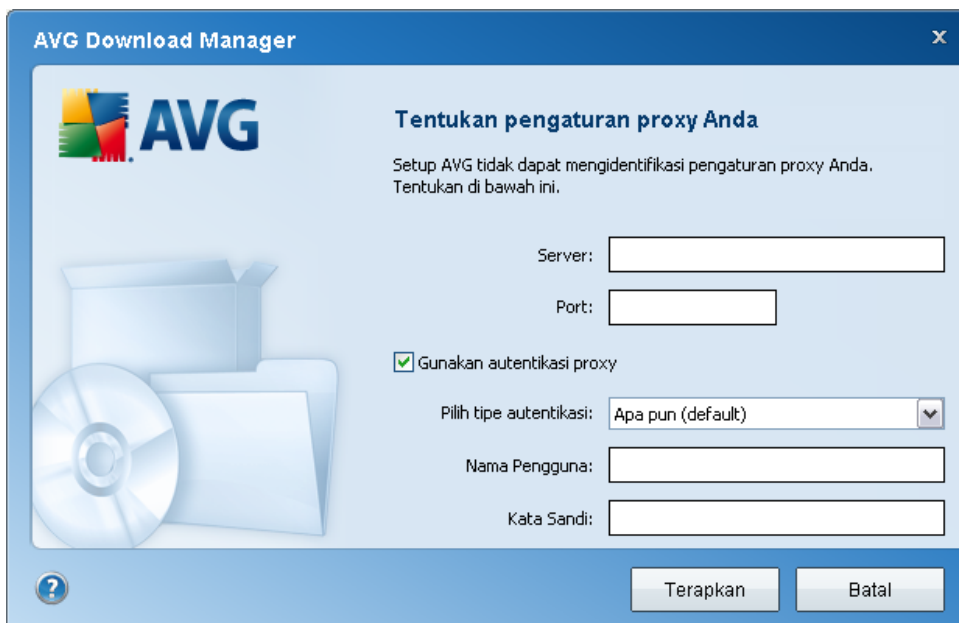 AVG Download Manager
x
AVG
Tentukan pengaturan proxy Anda
Setup AVG tidak dapat mengidentifikasi pengaturan proxy Anda.
Tentukan di bawah ini.
Server:
Port:
Gunakan autentikasi proxy
Pilih tipe autentikasi: Apa pun (default)
Nama Pengguna:
Kata Sandi:
? Terapkan Batal